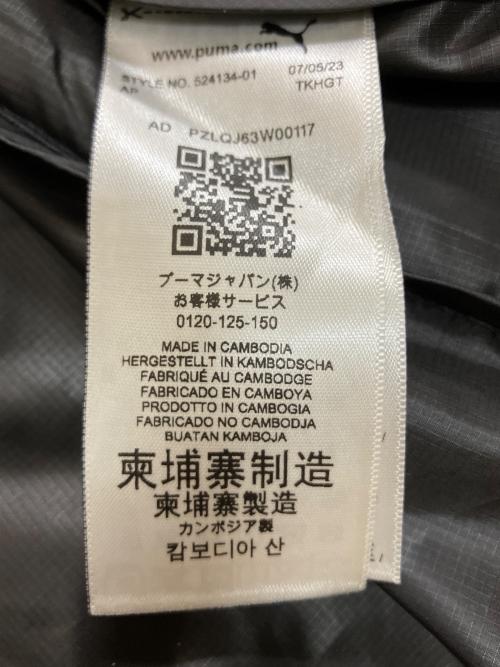 www.puma.com
STYLE NO. 524134-01 07/05/23
AP TKHGT
AD PZLQJ63W00117
プーマジャパン(株)
お客様サービス
0120-125-150
MADE IN CAMBODIA
HERGESTELLT IN KAMBODSCHA
FABRIQUÉ AU CAMBODGE
FABRICADO EN CAMBOYA
PRODOTTO IN CAMBOGIA
FABRICADO NO CAMBODJA
BUATAN KAMBOJA
柬埔寨制造
柬埔寨製造
カンボジア製
캄보디아 산